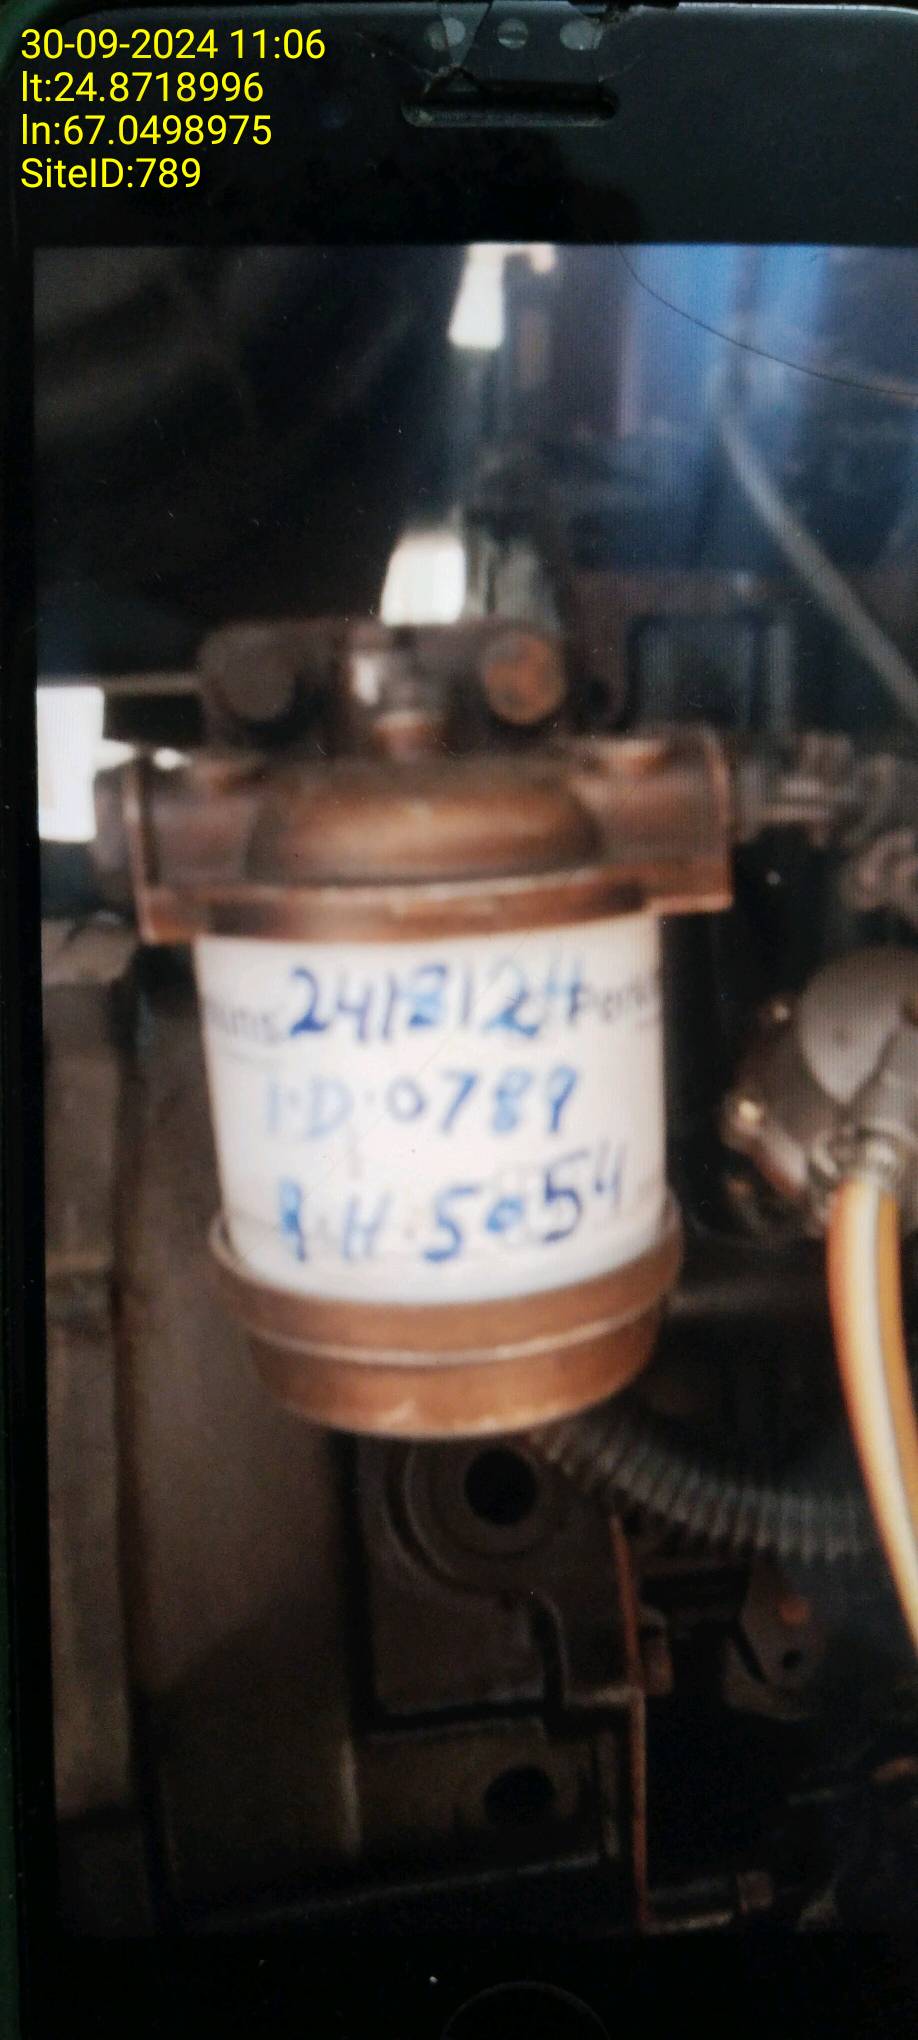 30-09-2024 11:06
lt:24.8718996
ln:67.0498975
SiteID:789
24/8/24
I.D.0789
R.H.5054